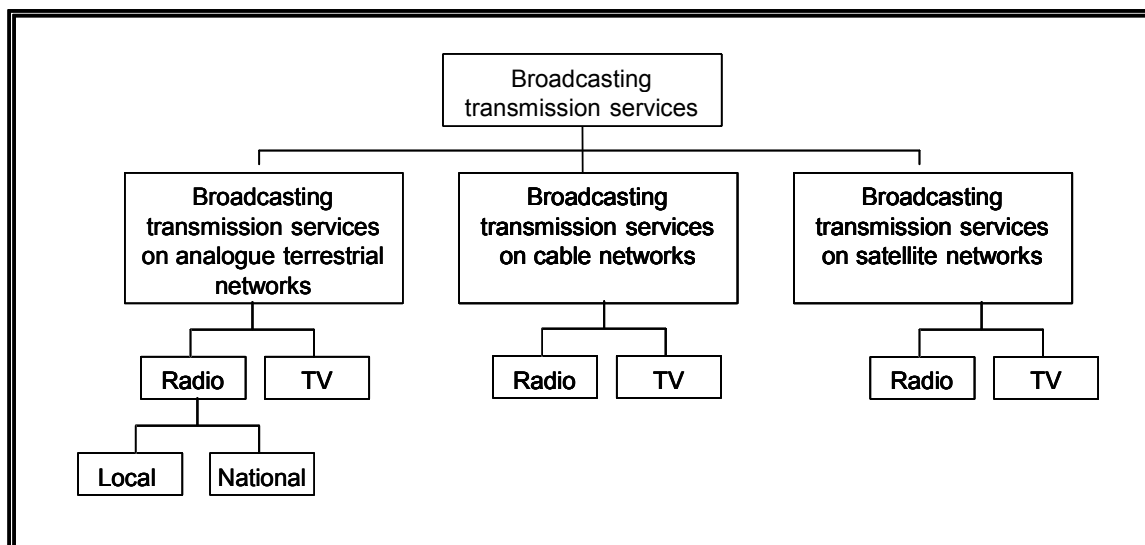 Broadcasting
transmission services
Broadcasting
transmission services
on analogue terrestrial
networks
Broadcasting
transmission services
on cable networks
Broadcasting
transmission services
on satellite networks
Radio
TV
Radio
TV
Radio
TV
Local
National